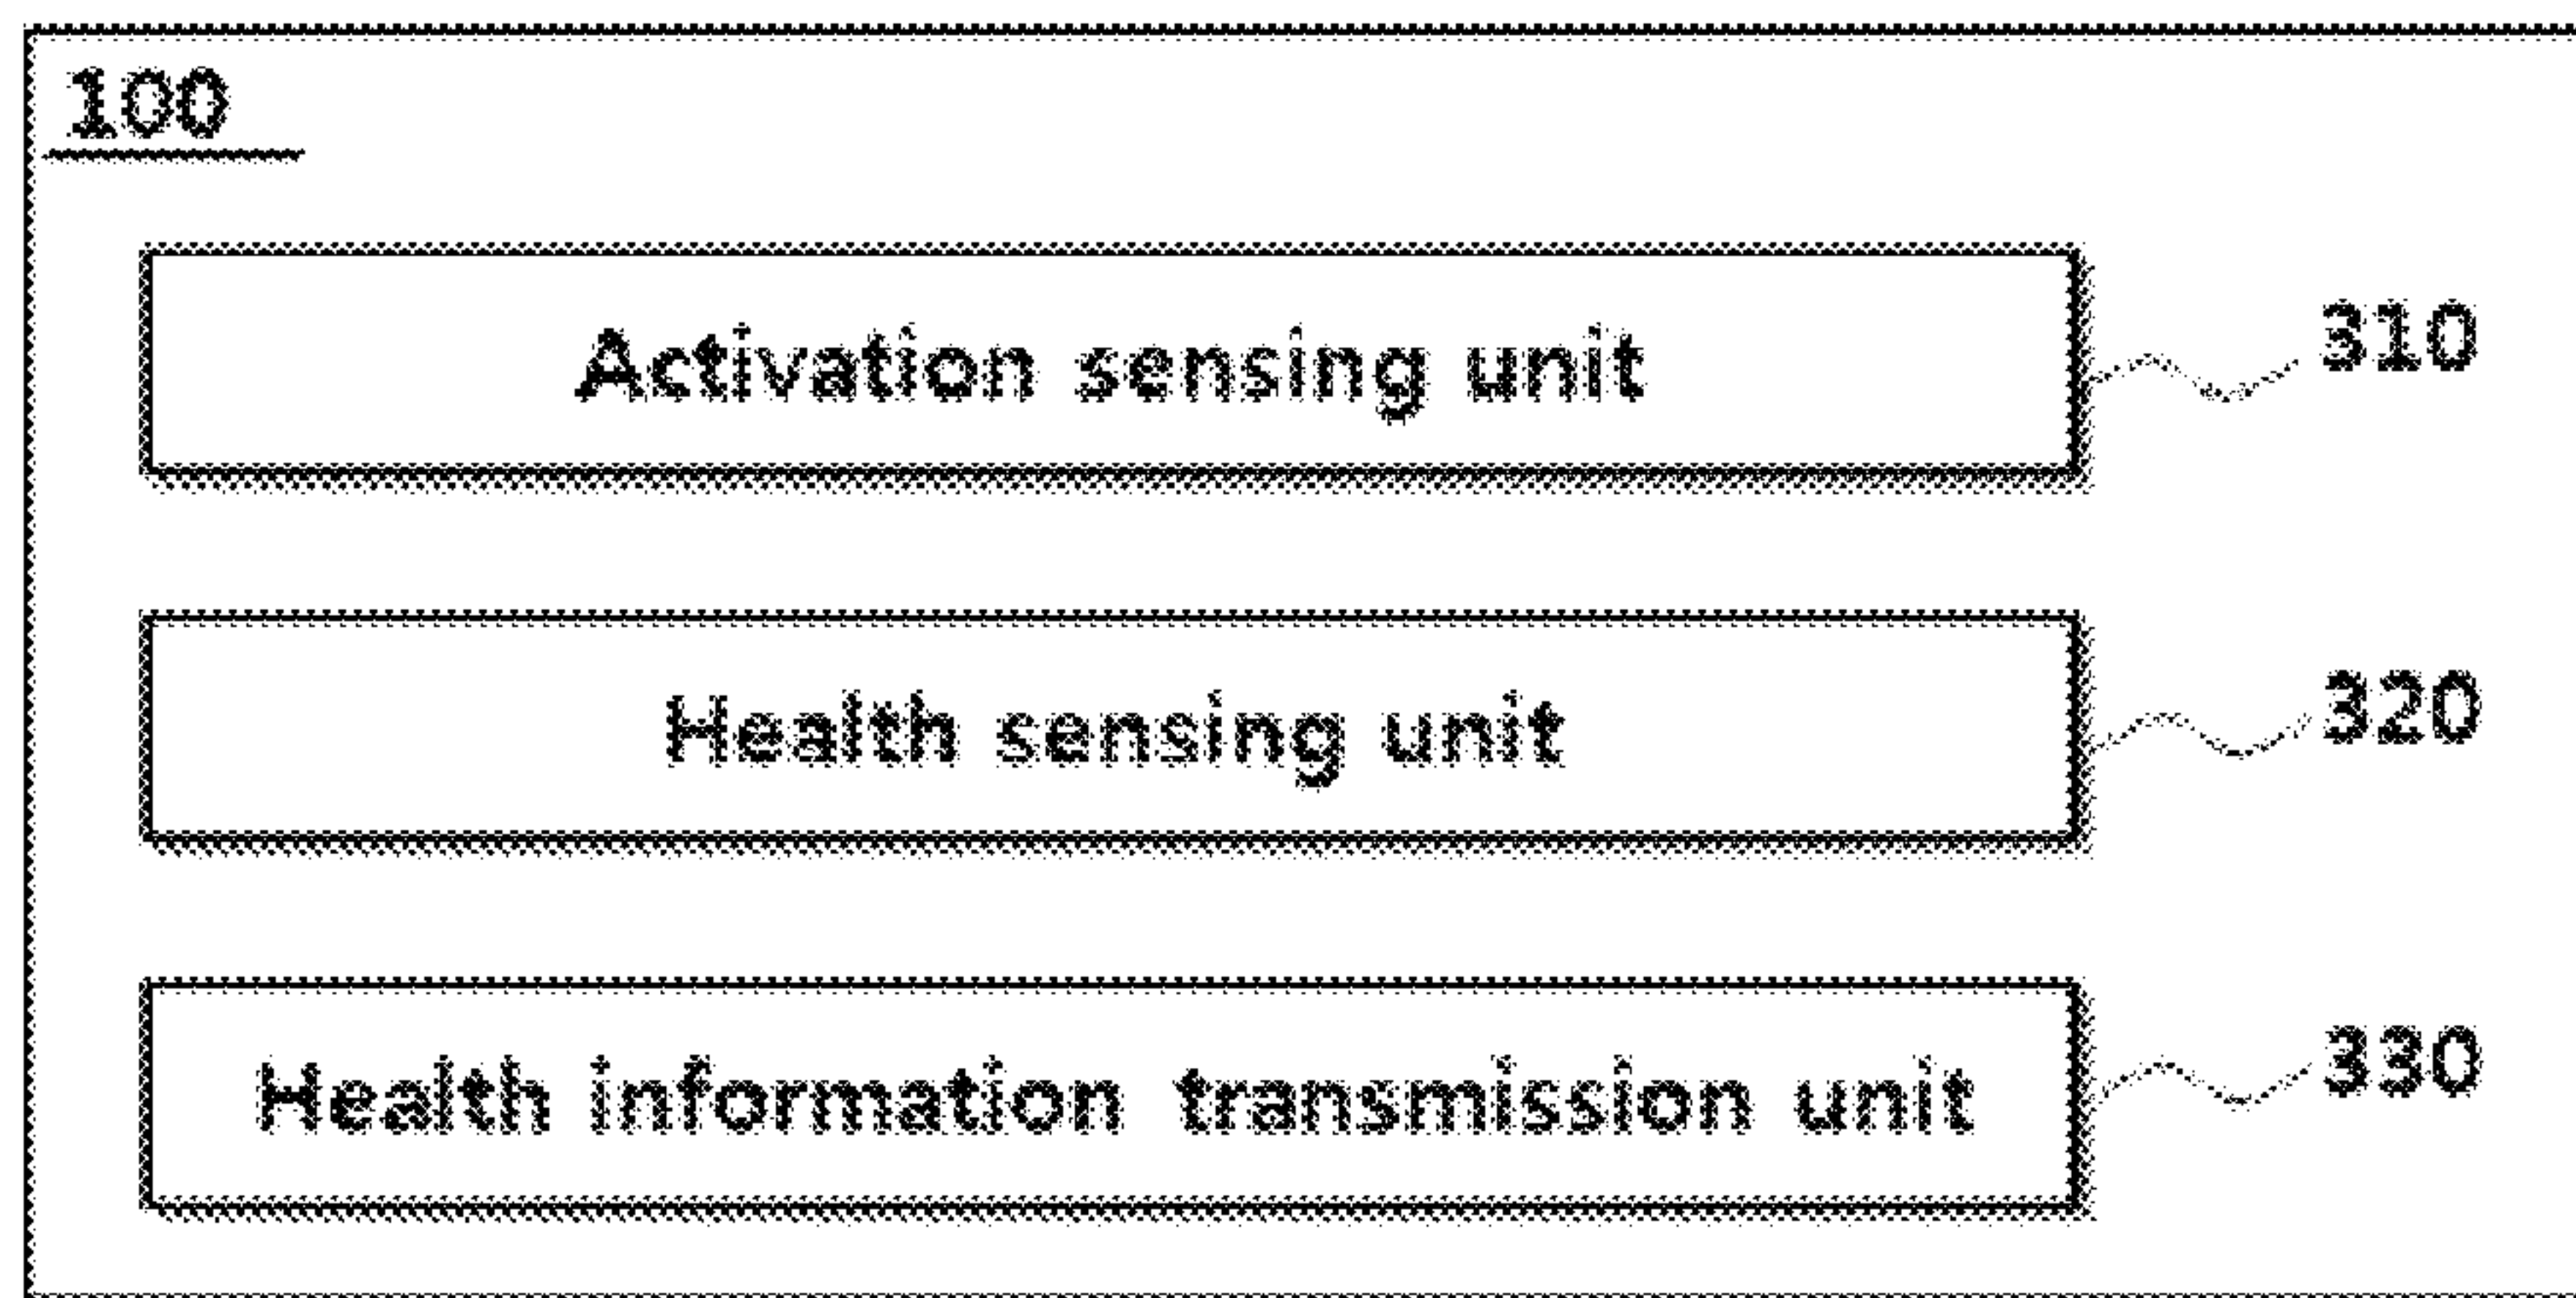 100
Activation sensing unit 310
Health sensing unit 320
Health information transmission unit 330